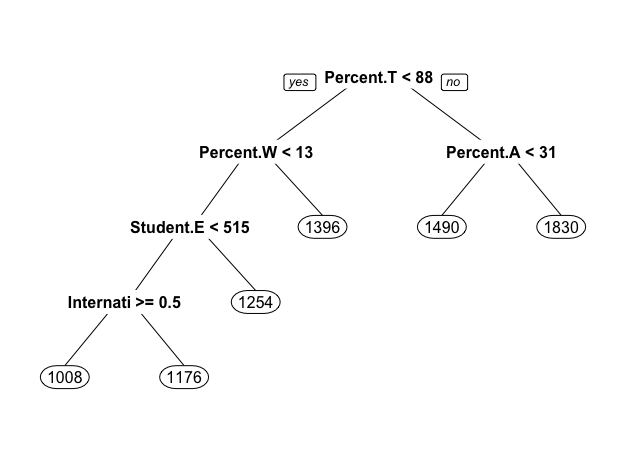 yes Percent.T < 88 no
Percent.W < 13 Percent.A < 31
Student.E < 515 1396 1490 1830
Internati >= 0.5 1254
1008 1176